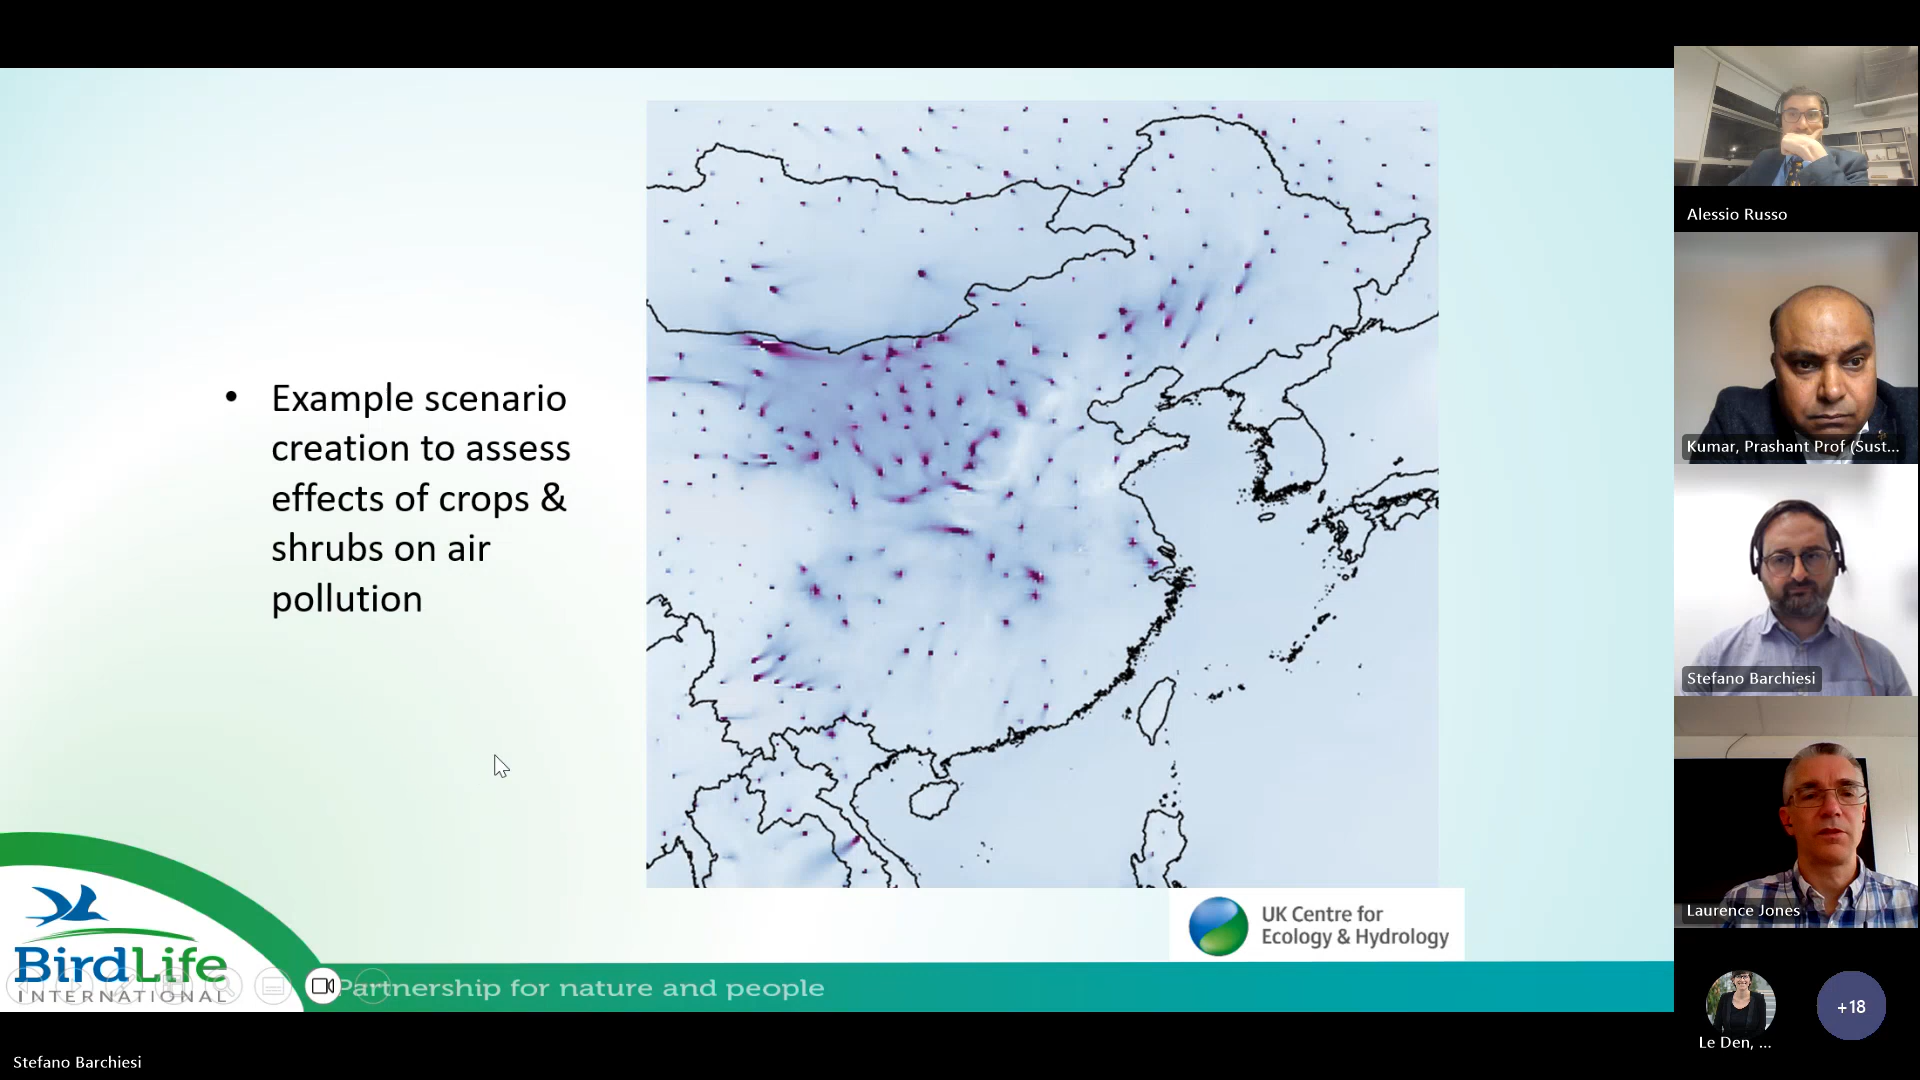 • Example scenario
creation to assess
effects of crops &
shrubs on air
pollution
UK Centre for
Ecology & Hydrology
BirdLife
INTERNATIONAL
Partnership for nature and people
Stefano Barchiesi
Alessio Russo
Kumar, Prashant Prof (Sust...
Stefano Barchiesi
Laurence Jones
Le Den, ...
+18